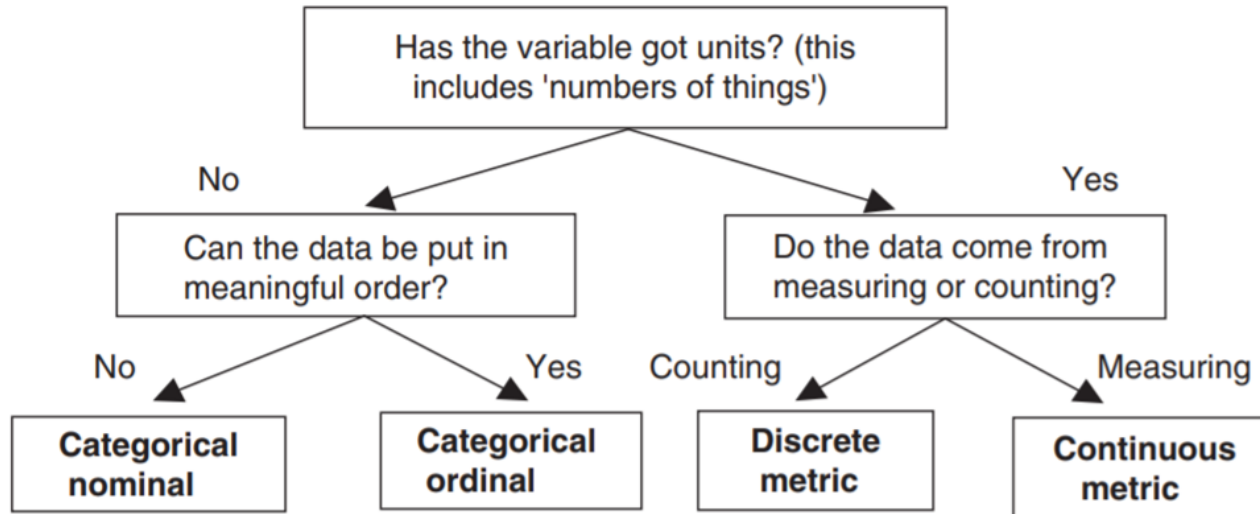 Has the variable got units? (this
includes 'numbers of things')
No
Yes
Can the data be put in
meaningful order?
Do the data come from
measuring or counting?
No
Yes
Counting
Measuring
Categorical
nominal
Categorical
ordinal
Discrete
metric
Continuous
metric